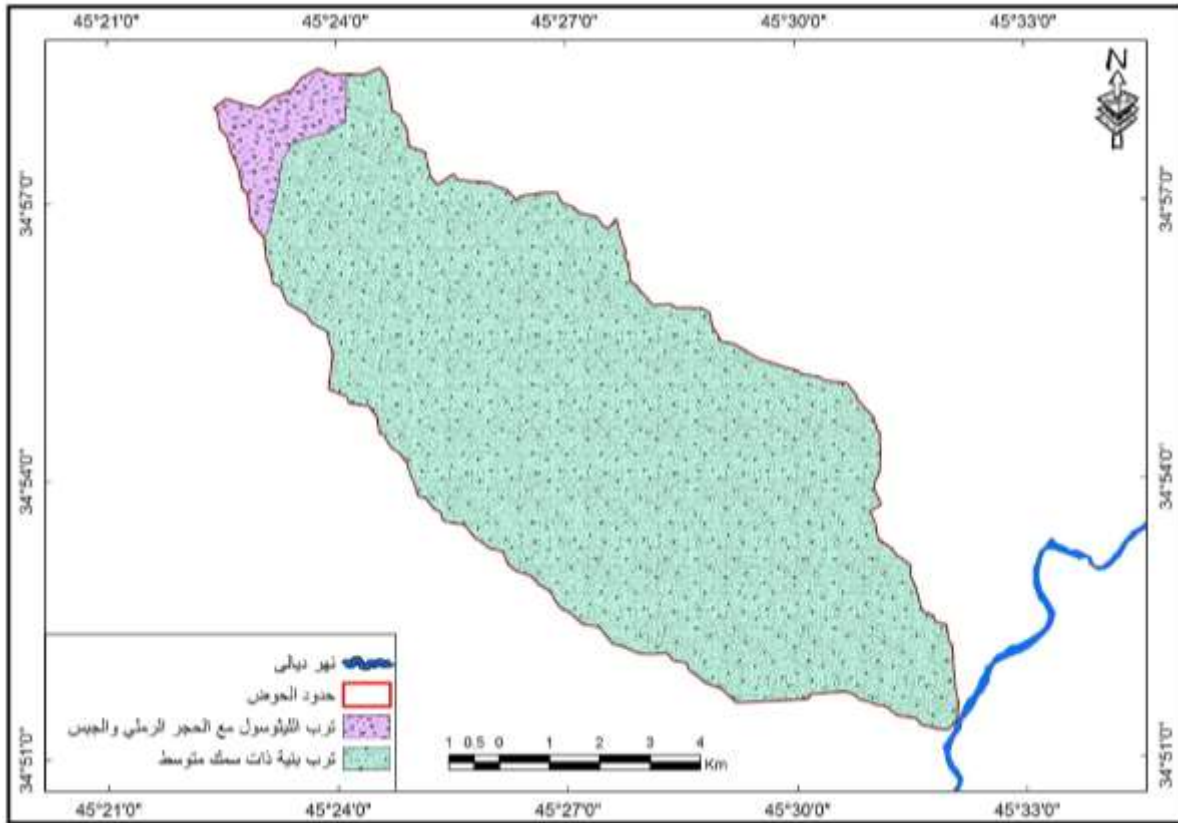 45°21'0" 45°24'0" 45°27'0" 45°30'0" 45°33'0"
N
34°57'0" 34°57'0"
34°54'0" 34°54'0"
نهر ديالى
حدود الحوض
ترب الليثوسول مع الحجر الرملي والجبس
ترب بنية ذات سمك متوسط
1 0.5 0 1 2 3 4
Km
34°51'0" 34°51'0"
45°21'0" 45°24'0" 45°27'0" 45°30'0" 45°33'0"